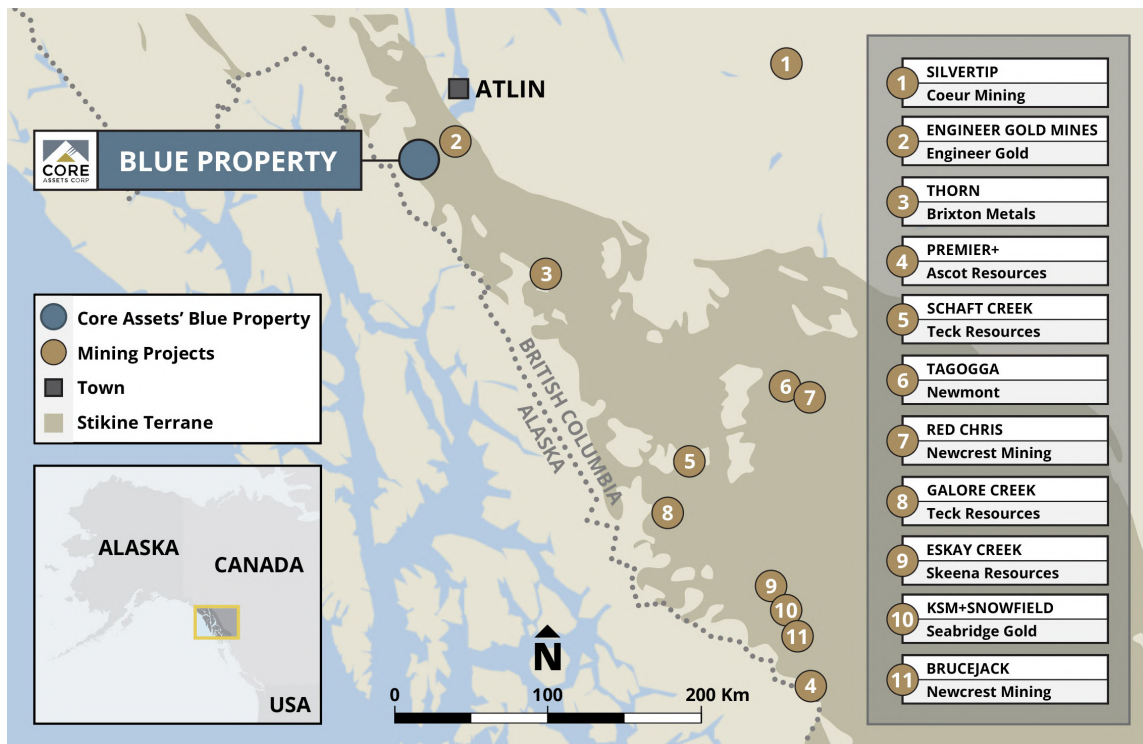 1
ATLIN
2
CORE
ASSETS CORP
BLUE PROPERTY
3
Core Assets’ Blue Property
Mining Projects
Town
Stikine Terrane
BRITISH COLUMBIA
ALASKA
6
7
5
8
9
10
11
4
ALASKA
CANADA
USA
N
0 100 200 Km
1
SILVERTIP
Coeur Mining
2
ENGINEER GOLD MINES
Engineer Gold
3
THORN
Brixton Metals
4
PREMIER+
Ascot Resources
5
SCHAFT CREEK
Teck Resources
6
TAGOGGA
Newmont
7
RED CHRIS
Newcrest Mining
8
GALORE CREEK
Teck Resources
9
ESKAY CREEK
Skeena Resources
10
KSM+SNOWFIELD
Seabridge Gold
11
BRUCEJACK
Newcrest Mining